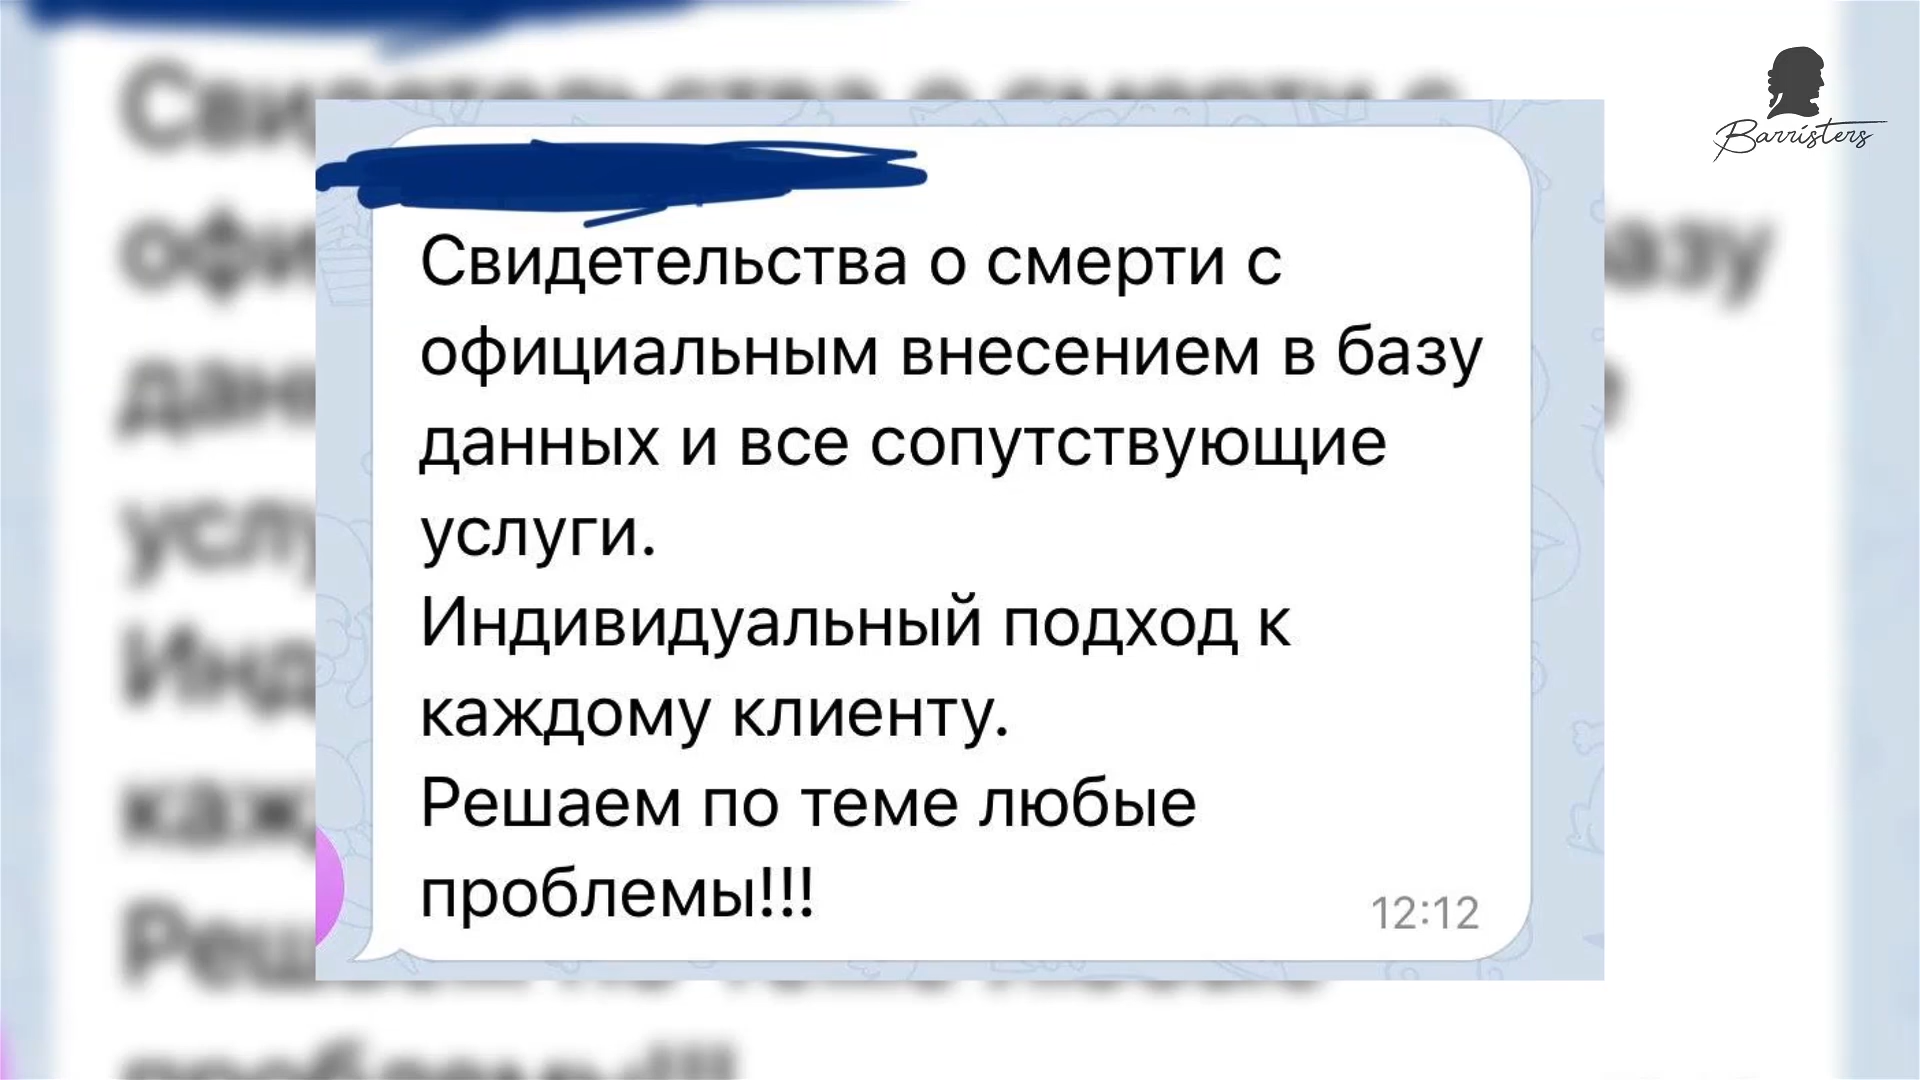 Barristers
Свидетельства о смерти с
официальным внесением в базу
данных и все сопутствующие
услуги.
Индивидуальный подход к
каждому клиенту.
Решаем по теме любые
проблемы!!!
12:12